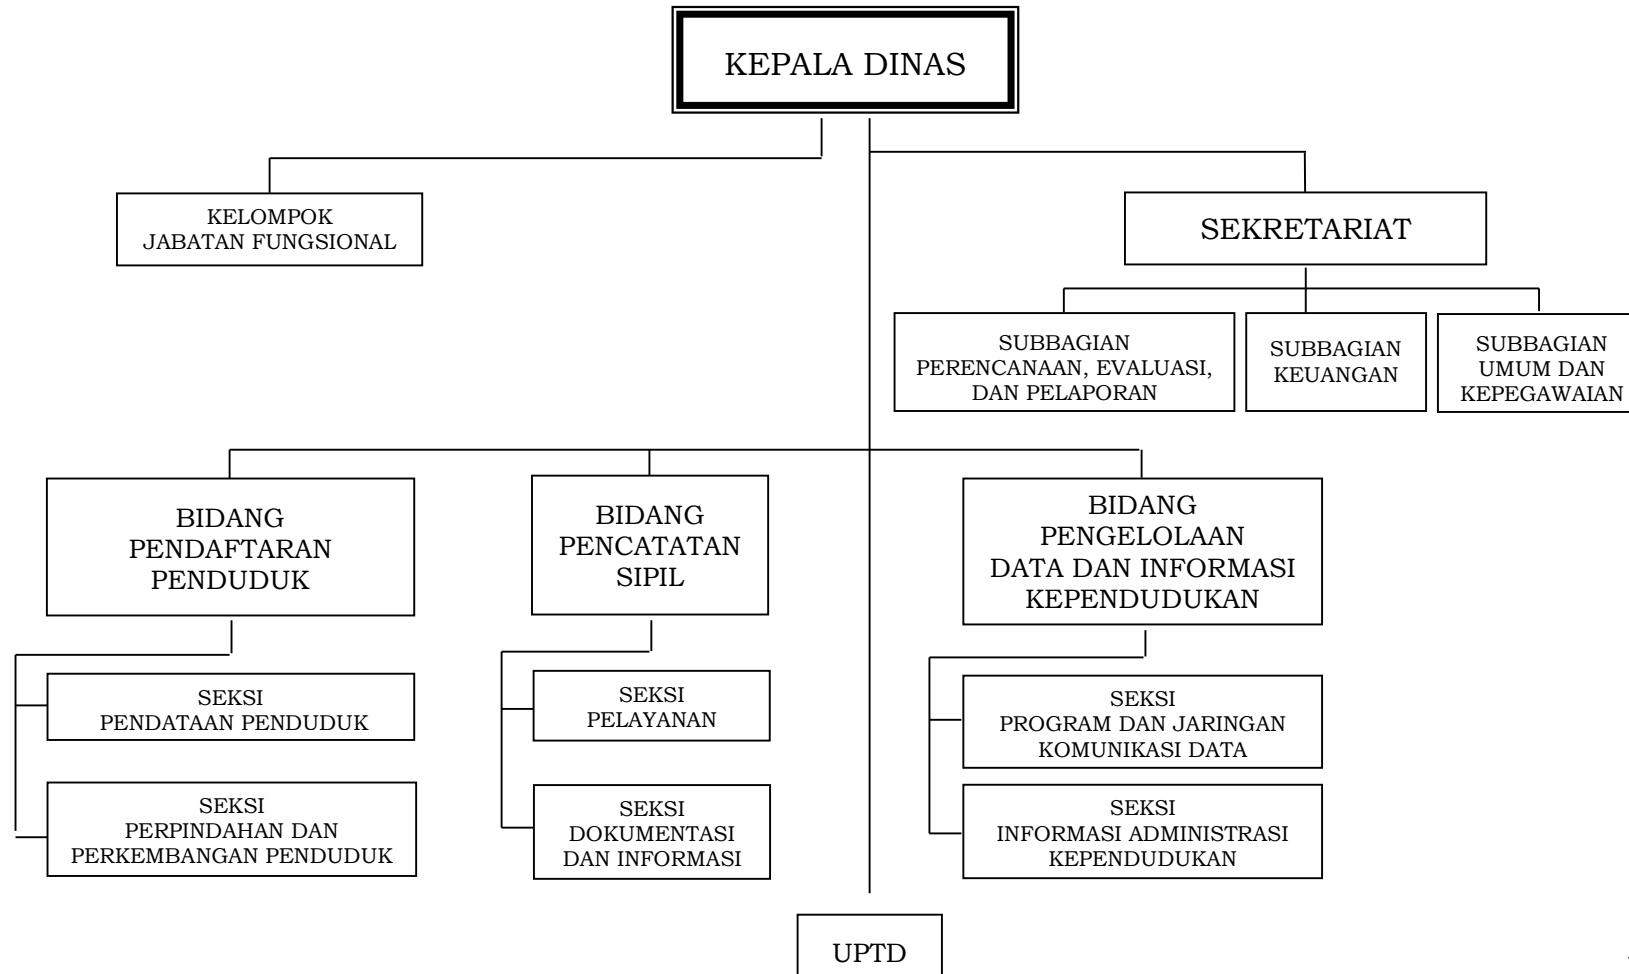 KEPALA DINAS
KELOMPOK
JABATAN FUNGSIONAL
SEKRETARIAT
SUBBAGIAN
PERENCANAAN, EVALUASI,
DAN PELAPORAN
SUBBAGIAN
KEUANGAN
SUBBAGIAN
UMUM DAN
KEPEGAWAIAN
BIDANG
PENDAFTARAN
PENDUDUK
BIDANG
PENCATATAN
SIPIL
BIDANG
PENGELOLAAN
DATA DAN INFORMASI
KEPENDUDUKAN
SEKSI
PENDATAAN PENDUDUK
SEKSI
PERPINDAHAN DAN
PERKEMBANGAN PENDUDUK
SEKSI
PELAYANAN
SEKSI
DOKUMENTASI
DAN INFORMASI
SEKSI
PROGRAM DAN JARINGAN
KOMUNIKASI DATA
SEKSI
INFORMASI ADMINISTRASI
KEPENDUDUKAN
UPTD